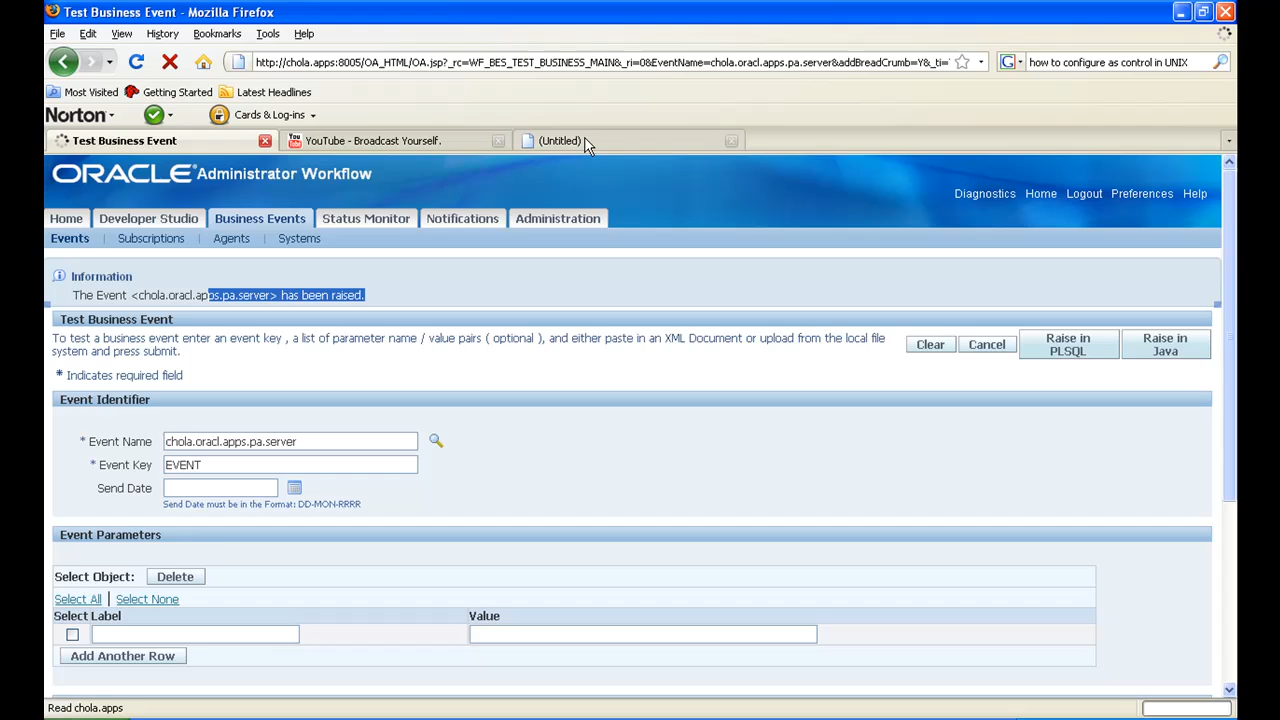 Test Business Event - Mozilla Firefox
File Edit View History Bookmarks Tools Help
http://chola.apps:8005/OA_HTML/OA.jsp?_rc=WF_BES_TEST_BUSINESS_MAIN&_ri=0&EventName=chola.oracl.apps.pa.server&addBreadCrumb=Y&_ti= how to configure as control in UNIX
Most Visited Getting Started Latest Headlines
Norton Cards & Log-ins
Test Business Event YouTube - Broadcast Yourself. (Untitled)
ORACLE Administrator Workflow
Diagnostics Home Logout Preferences Help
Home Developer Studio Business Events Status Monitor Notifications Administration
Events Subscriptions Agents Systems
Information
The Event <chola.oracl.apps.pa.server> has been raised.
Test Business Event
To test a business event enter an event key , a list of parameter name / value pairs ( optional ), and either paste in an XML Document or upload from the local file
system and press submit.
Clear Cancel Raise in PLSQL Raise in Java
* Indicates required field
Event Identifier
* Event Name chola.oracl.apps.pa.server
* Event Key EVENT
Send Date
Send Date must be in the Format: DD-MON-RRRR
Event Parameters
Select Object: Delete
Select All | Select None
Select Label Value
Add Another Row
Read chola.apps